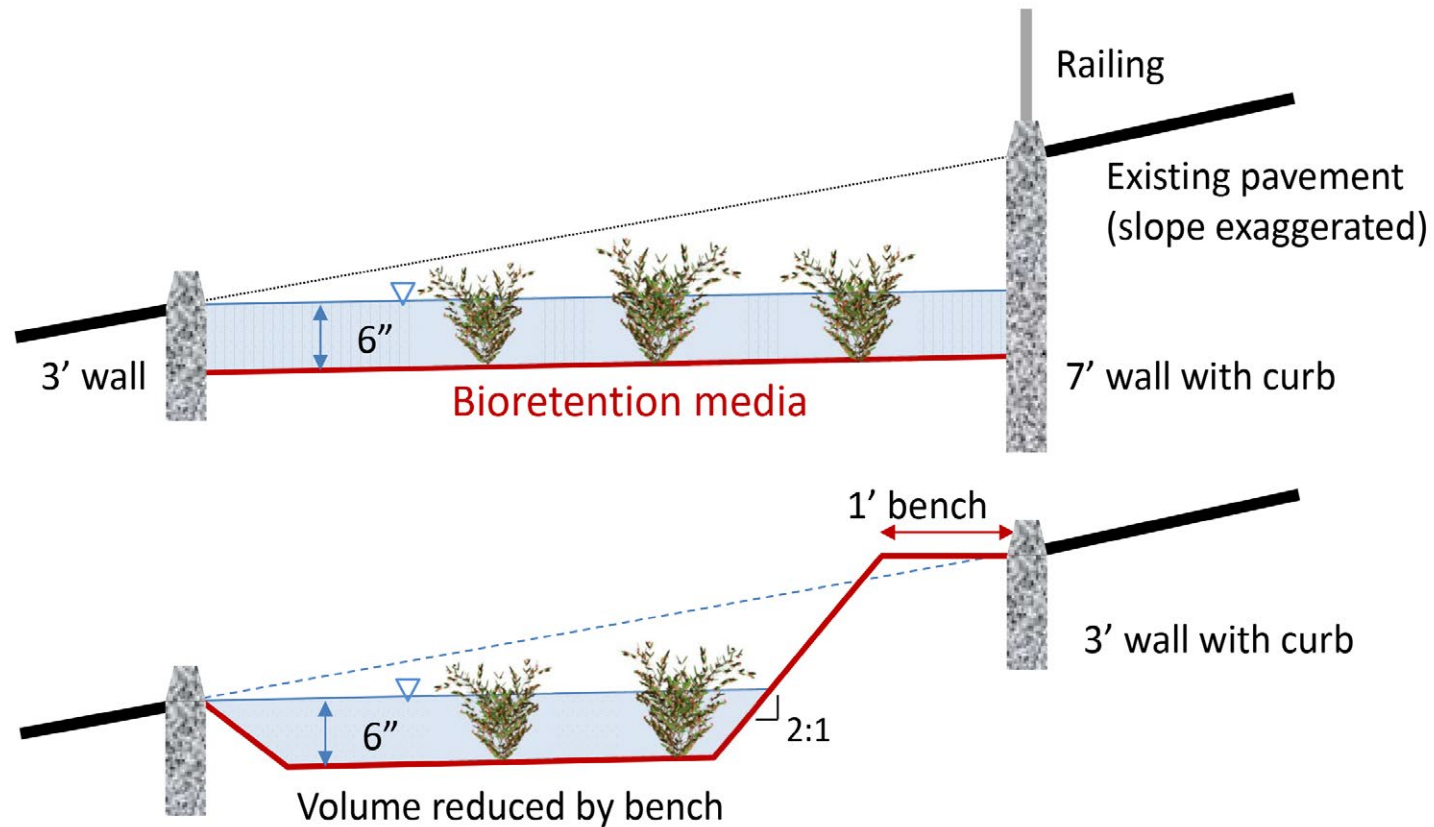 Railing
Existing pavement
(slope exaggerated)
6”
3’ wall
7’ wall with curb
Bioretention media
1’ bench
3’ wall with curb
6”
2:1
Volume reduced by bench